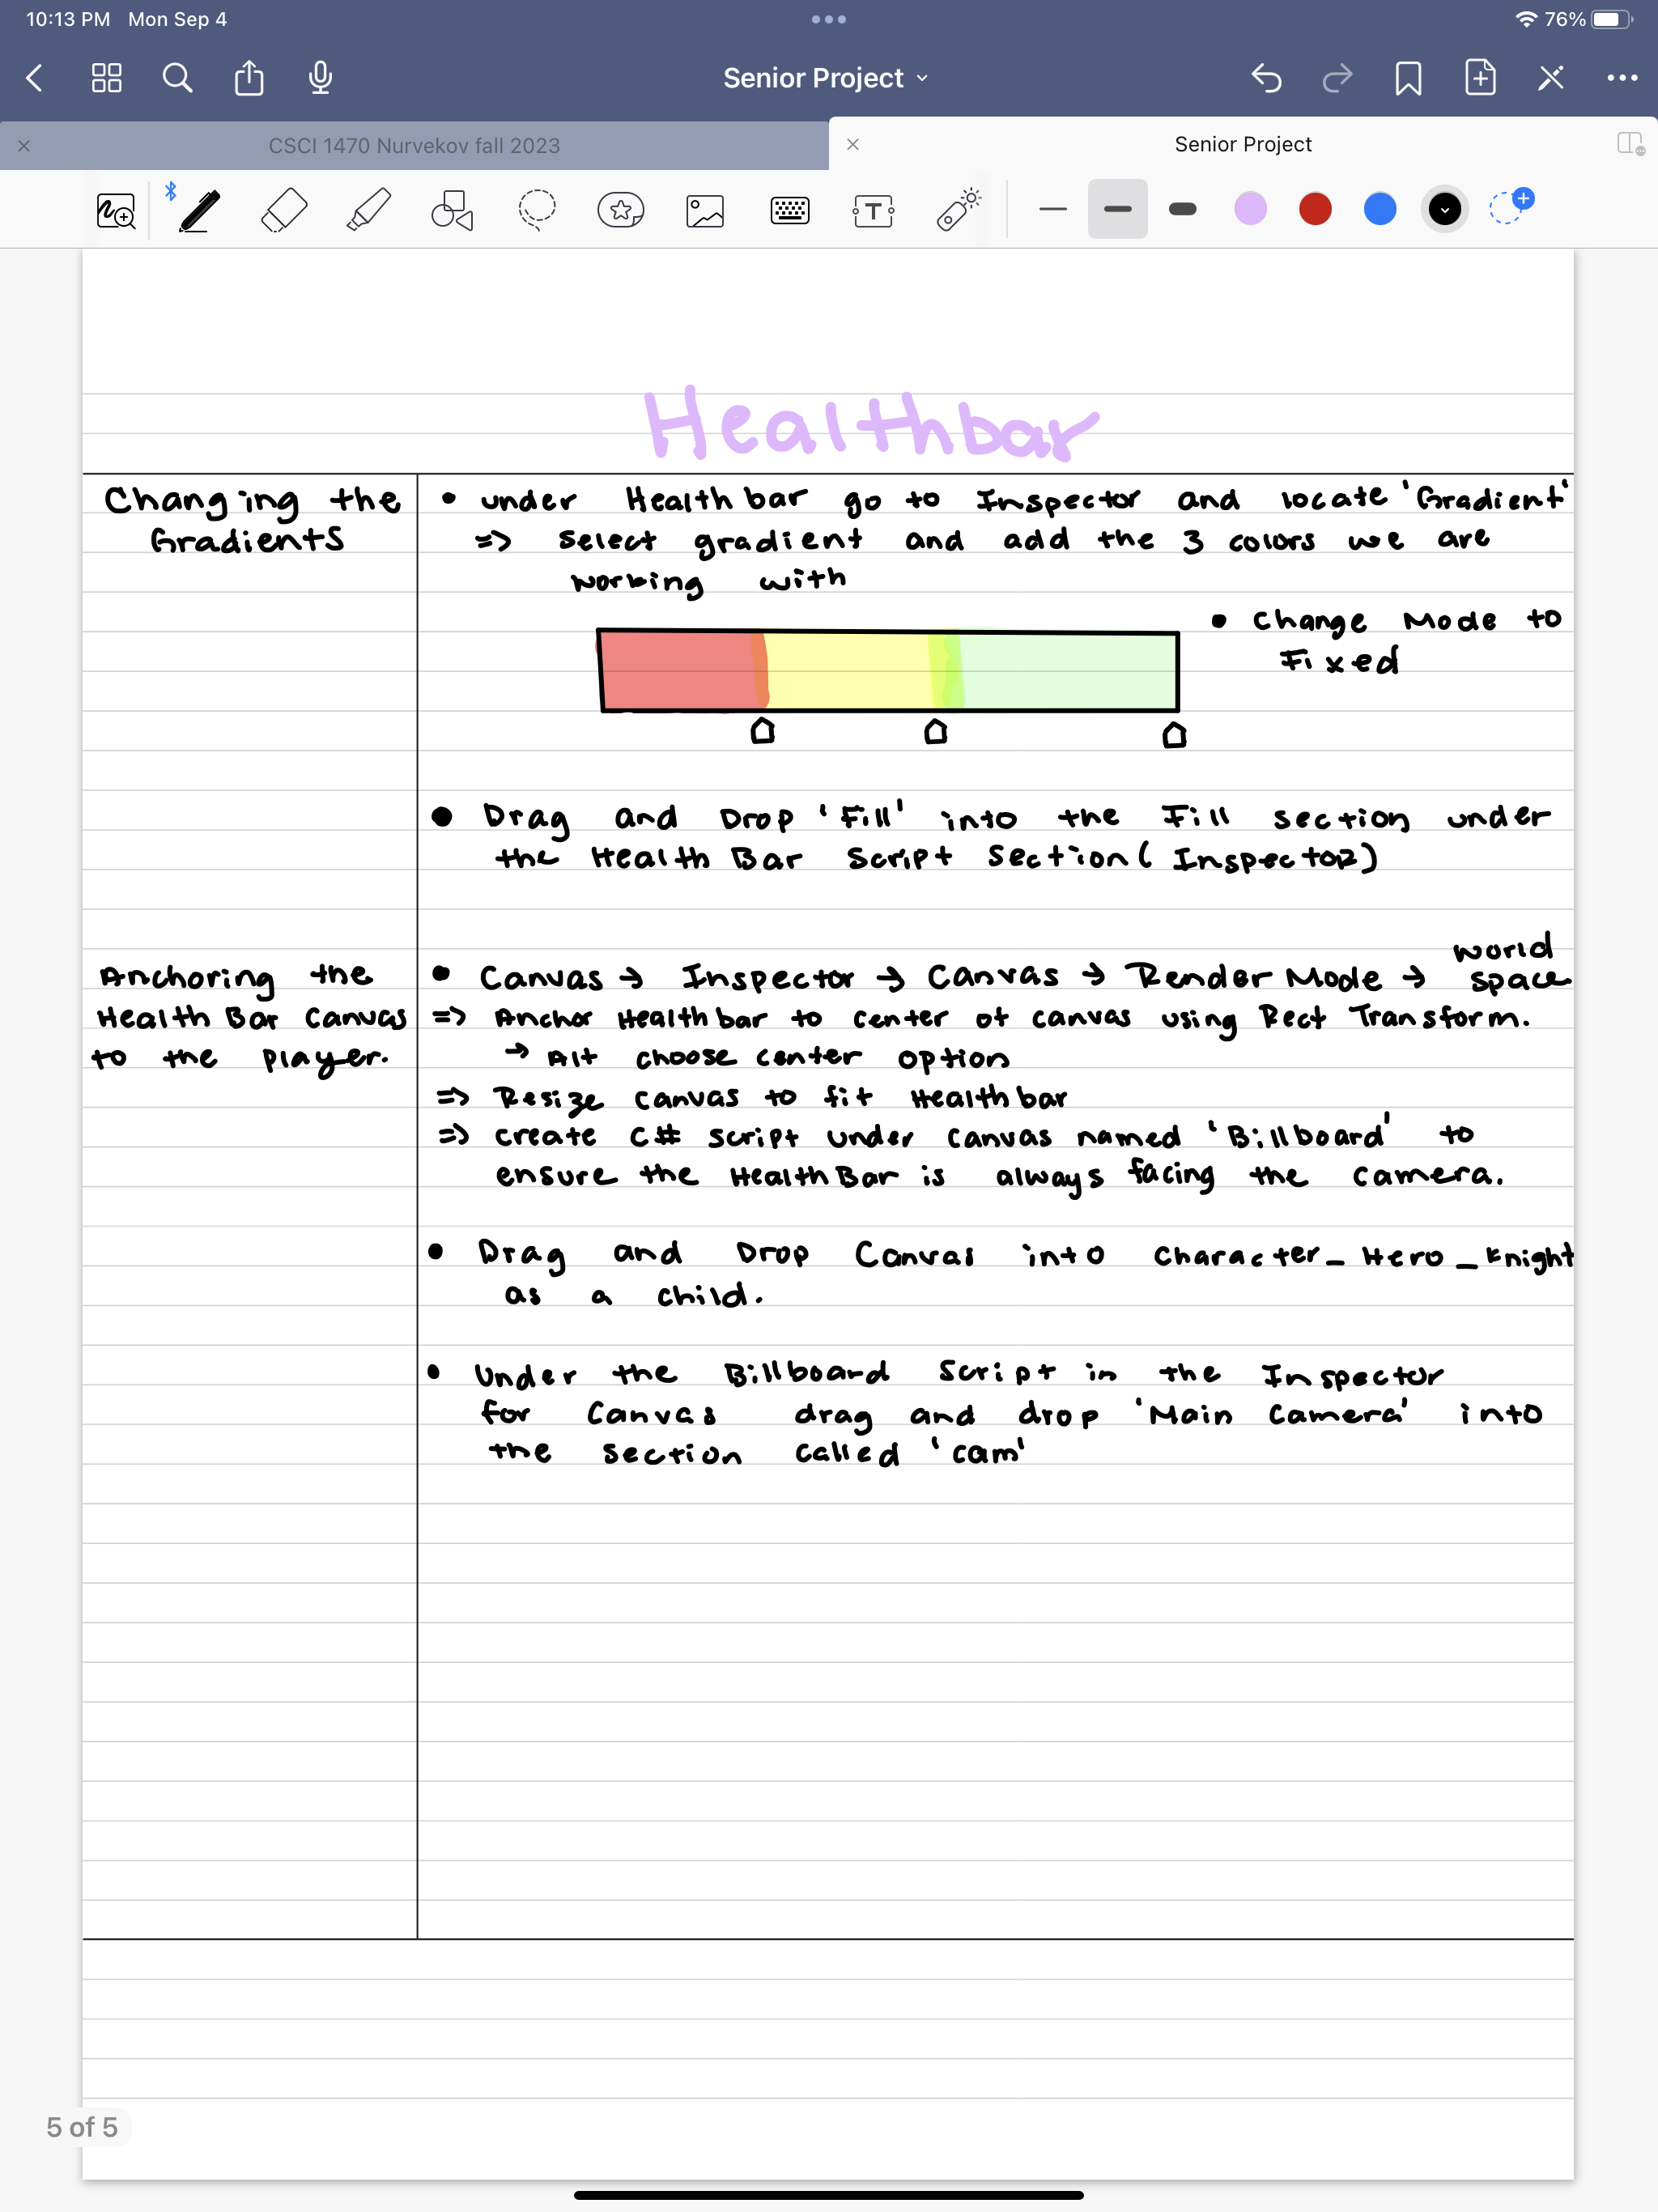 10:13 PM Mon Sep 4
76%
Senior Project
CSCI 1470 Nurvekov fall 2023
Senior Project
Healthbar
Changing the
Gradients
• under Health bar go to Inspector and locate 'Gradient'
=> Select gradient and add the 3 colors we are
working with
• Change Mode to
Fixed
• Drag and Drop 'Fill' into the Fill section under
the Health Bar Script Section (Inspector)
Anchoring the
Health Bar Canvas
to the player.
• Canvas → Inspector → Canvas → Render Mode → world
space
=> Anchor Healthbar to center of canvas using Rect Transform.
→ Alt choose center option
=> Resize canvas to fit Healthbar
=> create C# script under canvas named 'Billboard' to
ensure the HealthBar is always facing the camera.
• Drag and Drop Canvas into Character_Hero_Knight
as a child.
• Under the Billboard Script in the Inspector
for Canvas drag and drop 'Main Camera' into
the section called 'cam'
5 of 5